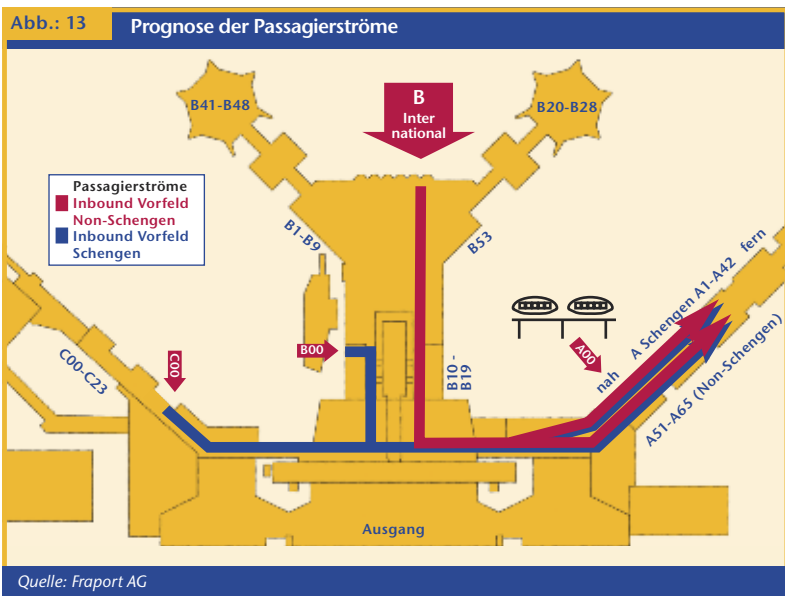 Abb.: 13
Prognose der Passagierströme
B41-B48
B
Inter
national
B20-B28
Passagierströme
Inbound Vorfeld
Non-Schengen
Inbound Vorfeld
Schengen
B1-B9
B53
A Schengen A1-A42 fern
nah
C00-C23
C00
B00
B10 -
B19
A00
A51-A65 (Non-Schengen)
Ausgang
Quelle: Fraport AG